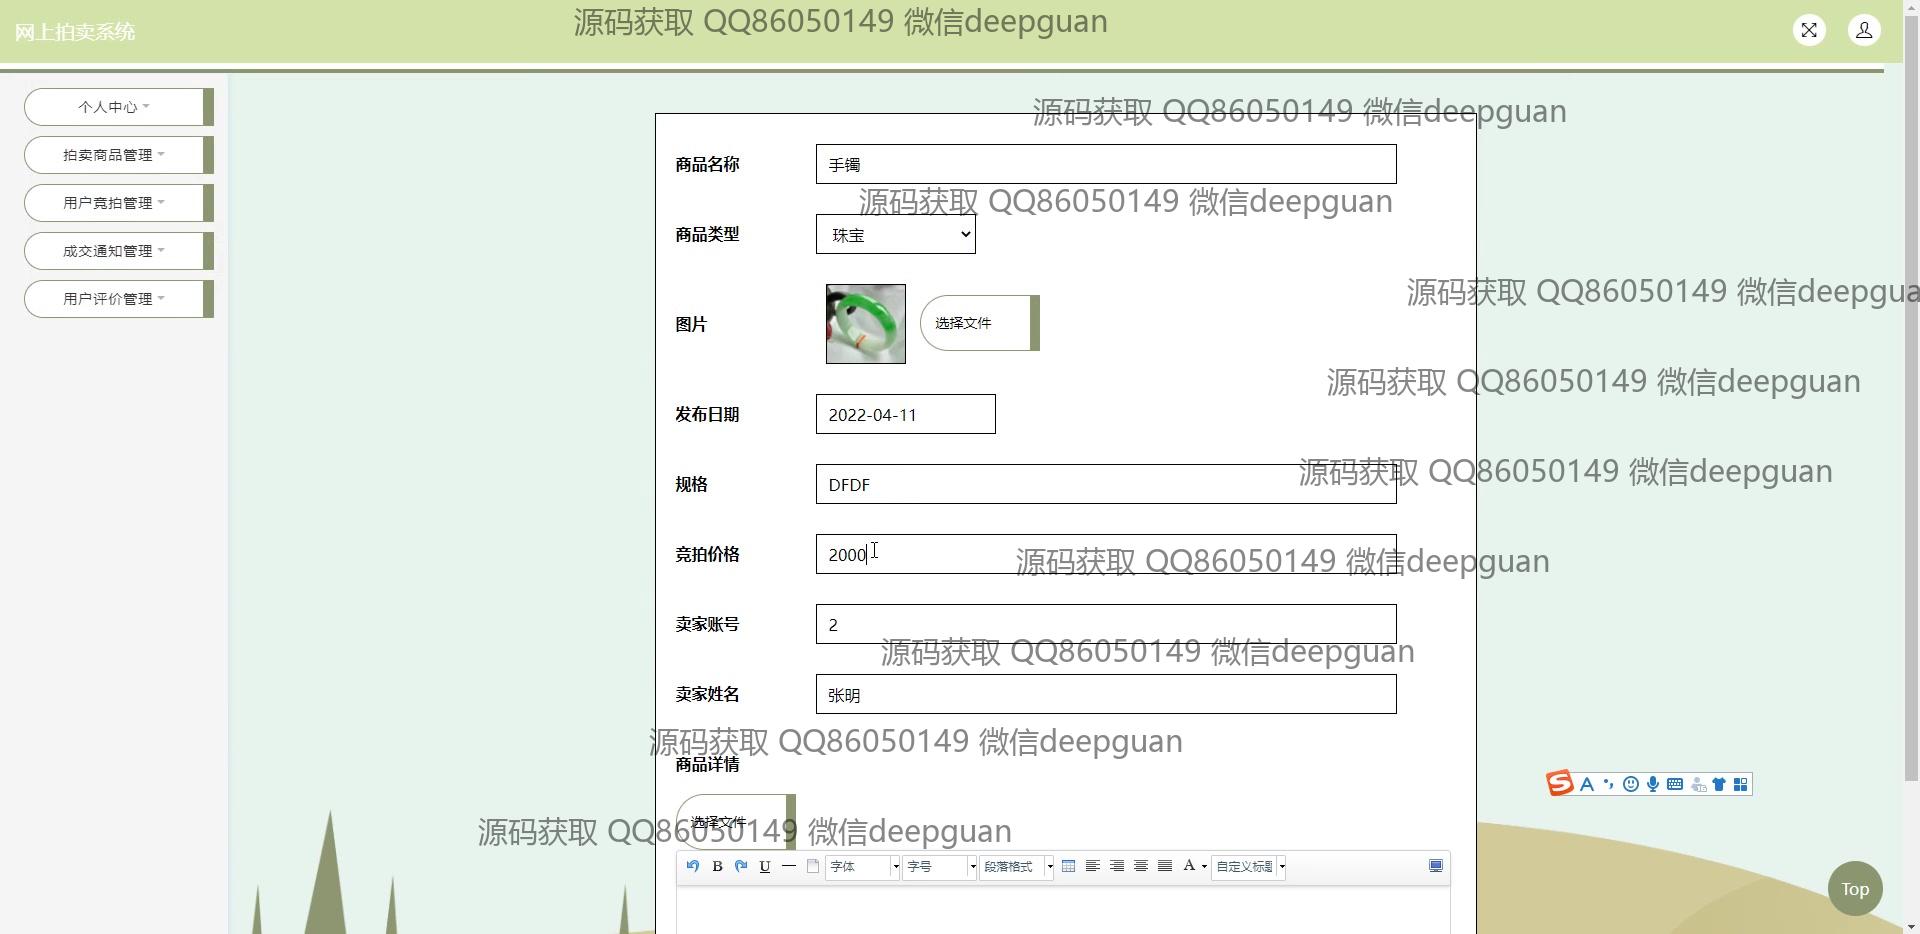 网上拍卖系统
源码获取 QQ86050149 微信deepguan
个人中心
拍卖商品管理
用户竞拍管理
成交通知管理
用户评价管理
源码获取 QQ86050149 微信deepguan
商品名称 手镯
源码获取 QQ86050149 微信deepguan
商品类型 珠宝
源码获取 QQ86050149 微信deepgua
图片 选择文件
源码获取 QQ86050149 微信deepguan
发布日期 2022-04-11
源码获取 QQ86050149 微信deepguan
规格 DFDF
竞拍价格 2000
源码获取 QQ86050149 微信deepguan
卖家账号 2
源码获取 QQ86050149 微信deepguan
卖家姓名 张明
源码获取 QQ86050149 微信deepguan
商品详情
选择文件
源码获取 QQ86050149 微信deepguan
B U 字体 字号 段落格式 A 自定义标题
Top